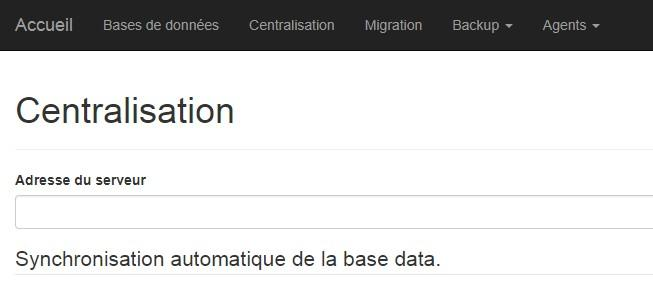 Accueil Bases de données Centralisation Migration Backup Agents
Centralisation
Adresse du serveur
Synchronisation automatique de la base data.